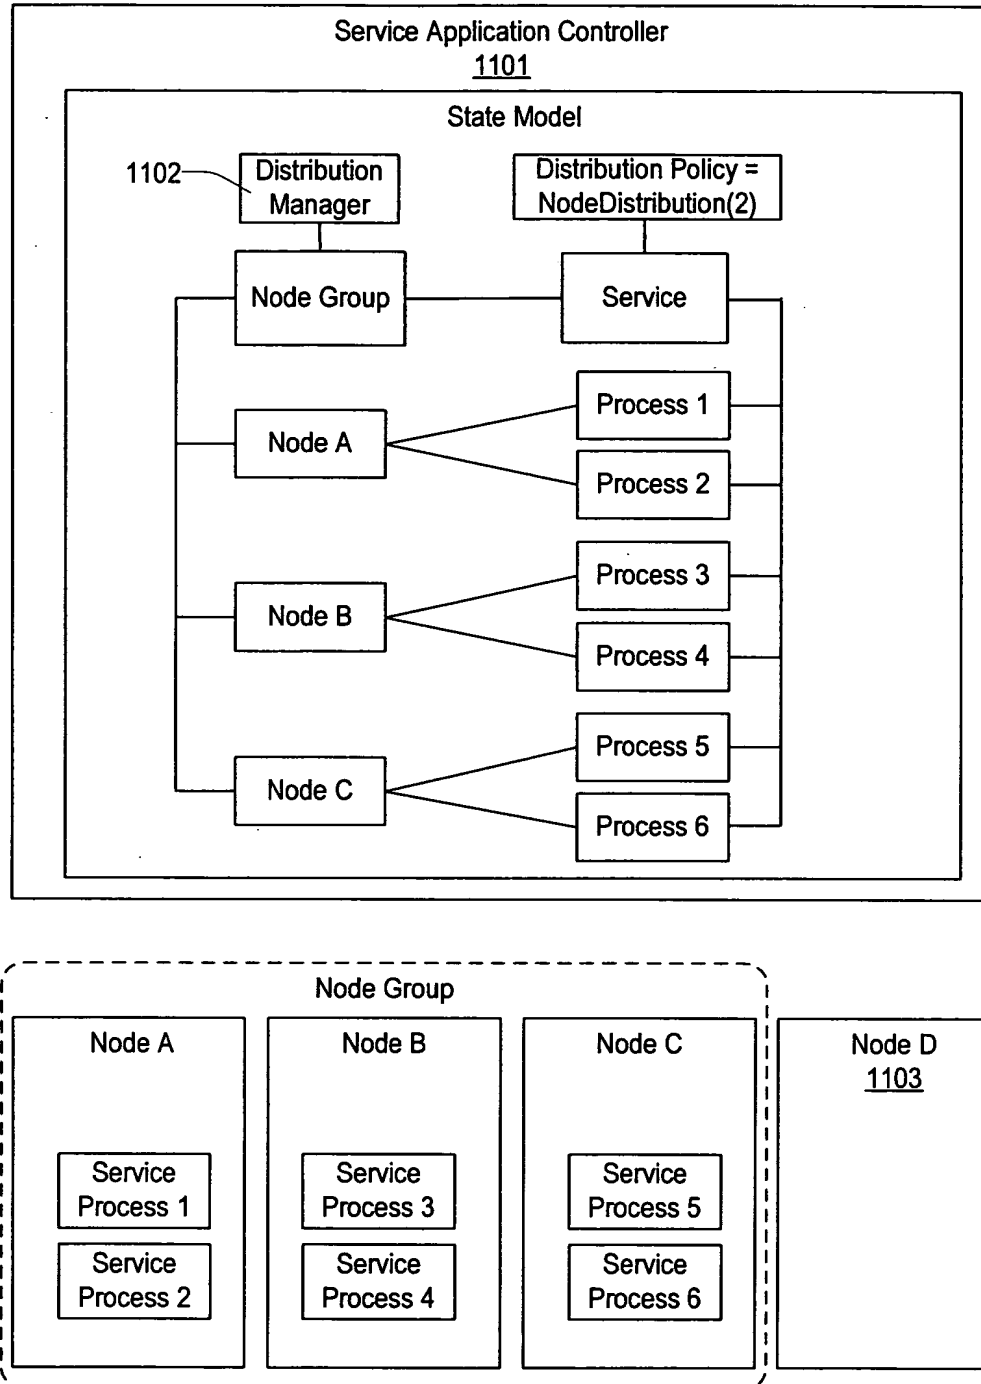 Service Application Controller
1101
State Model
1102
Distribution
Manager
Distribution Policy =
NodeDistribution(2)
Node Group
Service
Node A
Process 1
Process 2
Node B
Process 3
Process 4
Node C
Process 5
Process 6
Node Group
Node A
Service
Process 1
Service
Process 2
Node B
Service
Process 3
Service
Process 4
Node C
Service
Process 5
Service
Process 6
Node D
1103